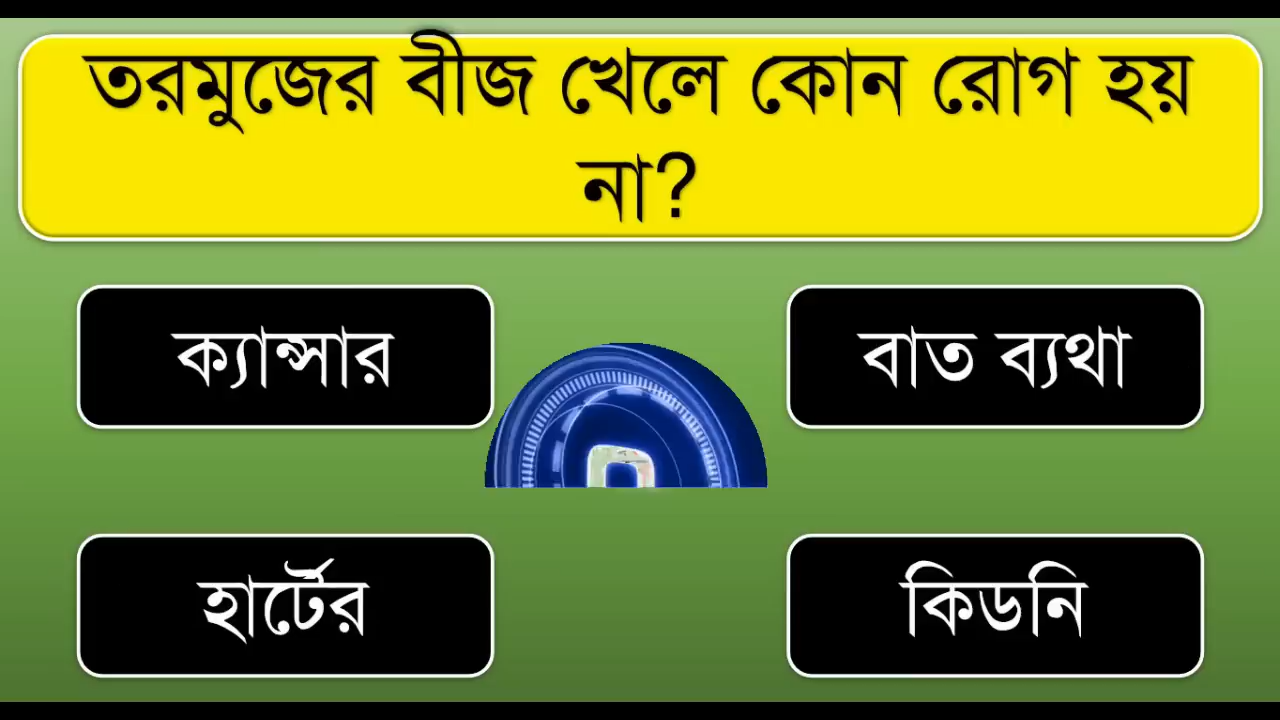 তরমুজের বীজ খেলে কোন রোগ হয়
না?
ক্যান্সার
বাত ব্যথা
হার্টের
কিডনি